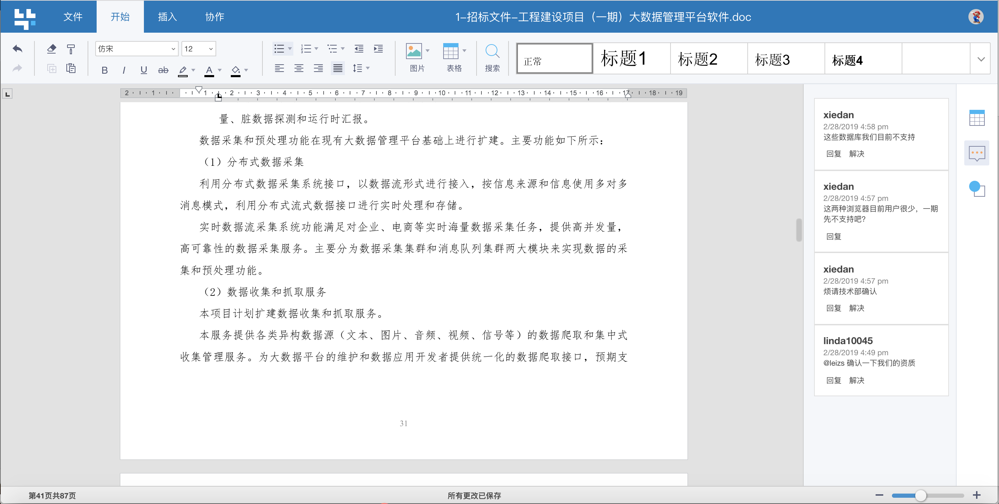 文件 开始 插入 协作 1-招标文件-工程建设项目（一期）大数据管理平台软件.doc
仿宋 12
B I U ab A
图片 表格 搜索
正常 标题1 标题2 标题3 标题4
2 1 1 2 3 4 5 6 7 8 9 10 11 12 13 14 15 16 17 18 19
量、脏数据探测和运行时汇报。
数据采集和预处理功能在现有大数据管理平台基础上进行扩建。主要功能如下所示：
（1）分布式数据采集
利用分布式数据采集系统接口，以数据流形式进行接入，按信息来源和信息使用多对多
消息模式，利用分布式流式数据接口进行实时处理和存储。
实时数据流采集系统功能满足对企业、电商等实时海量数据采集任务，提供高并发量，
高可靠性的数据采集服务。主要分为数据采集集群和消息队列集群两大模块来实现数据的采
集和预处理功能。
（2）数据收集和抓取服务
本项目计划扩建数据收集和抓取服务。
本服务提供各类异构数据源（文本、图片、音频、视频、信号等）的数据爬取和集中式
收集管理服务。为大数据平台的维护和数据应用开发者提供统一化的数据爬取接口，预期支
31
xiedan
2/28/2019 4:58 pm
这些数据库我们目前不支持
回复 解决
xiedan
2/28/2019 4:57 pm
这两种浏览器目前用户很少，一期
先不支持吧?
回复
xiedan
2/28/2019 4:57 pm
烦请技术部确认
回复 解决
linda10045
2/28/2019 4:49 pm
@leizs 确认一下我们的资质
回复 解决
第41页共87页 所有更改已保存